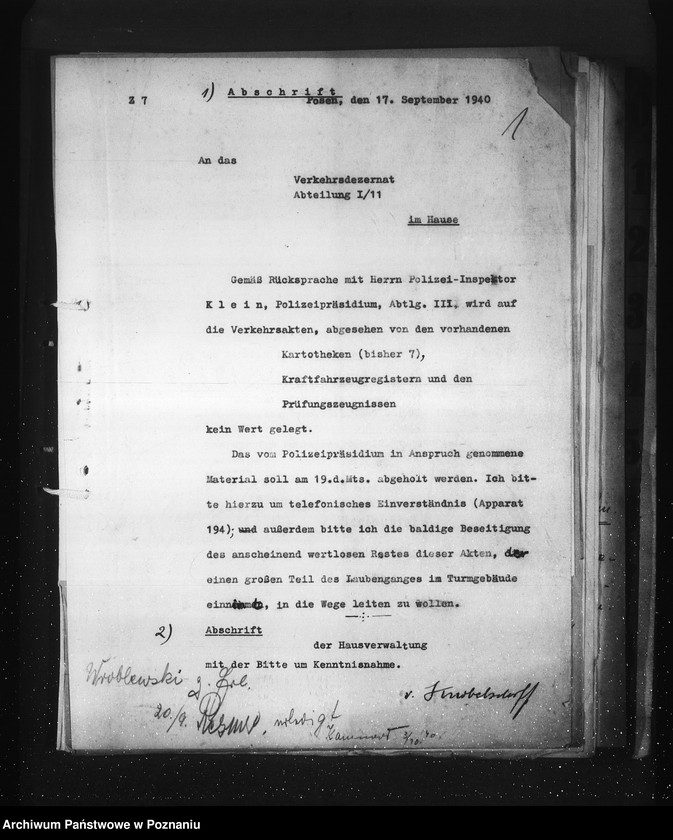 1) Abschrift
Z 7 Posen, den 17. September 1940
1
An das
Verkehrsdezernat
Abteilung I/11
im Hause
Gemäß Rücksprache mit Herrn Polizei-Inspektor
K l e i n, Polizeipräsidium, Abtlg. III. wird auf
die Verkehrsakten, abgesehen von den vorhandenen
Kartotheken (bisher 7),
Kraftfahrzeugregistern und den
Prüfungszeugnissen
kein Wert gelegt.
Das vom Polizeipräsidium in Anspruch genommene
Material soll am 19.d.Mts. abgeholt werden. Ich bit-
te hierzu um telefonisches Einverständnis (Apparat
194); und außerdem bitte ich die baldige Beseitigung
des anscheinend wertlosen Restes dieser Akten, der
einen großen Teil des Laubenganges im Turmgebäude
einnimmt, in die Wege leiten zu wollen.
2) Abschrift
der Hausverwaltung
mit der Bitte um Kenntnisnahme.
Wroblewski
v. Knobelsdorff
20./9. erledigt
Archiwum Państwowe w Poznaniu